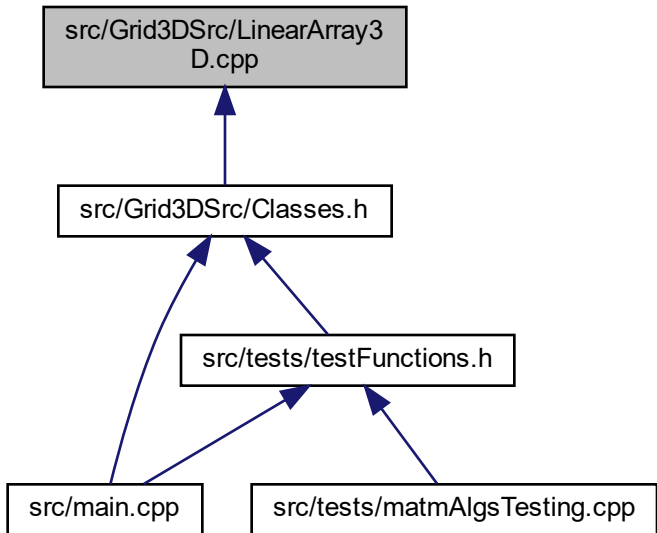 src/Grid3DSrc/LinearArray3
D.cpp
src/Grid3DSrc/Classes.h
src/tests/testFunctions.h
src/main.cpp
src/tests/matmAlgsTesting.cpp